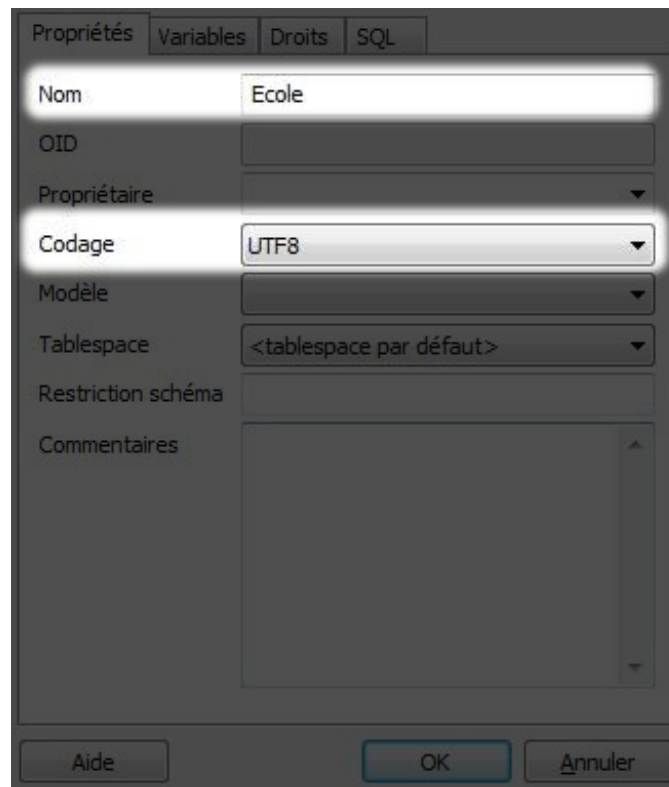 Propriétés Variables Droits SQL
Nom Ecole
OID
Propriétaire
Codage UTF8
Modèle
Tablespace <tablespace par défaut>
Restriction schéma
Commentaires
Aide OK Annuler